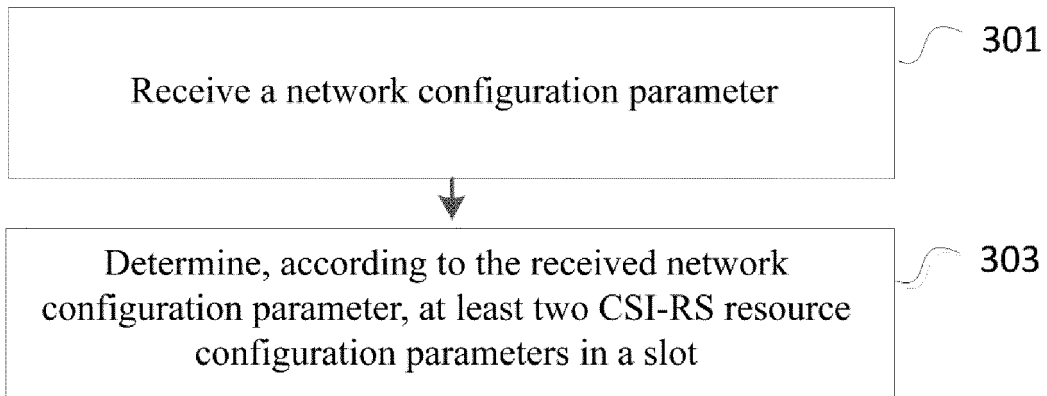 Receive a network configuration parameter
301
Determine, according to the received network
configuration parameter, at least two CSI-RS resource
configuration parameters in a slot
303